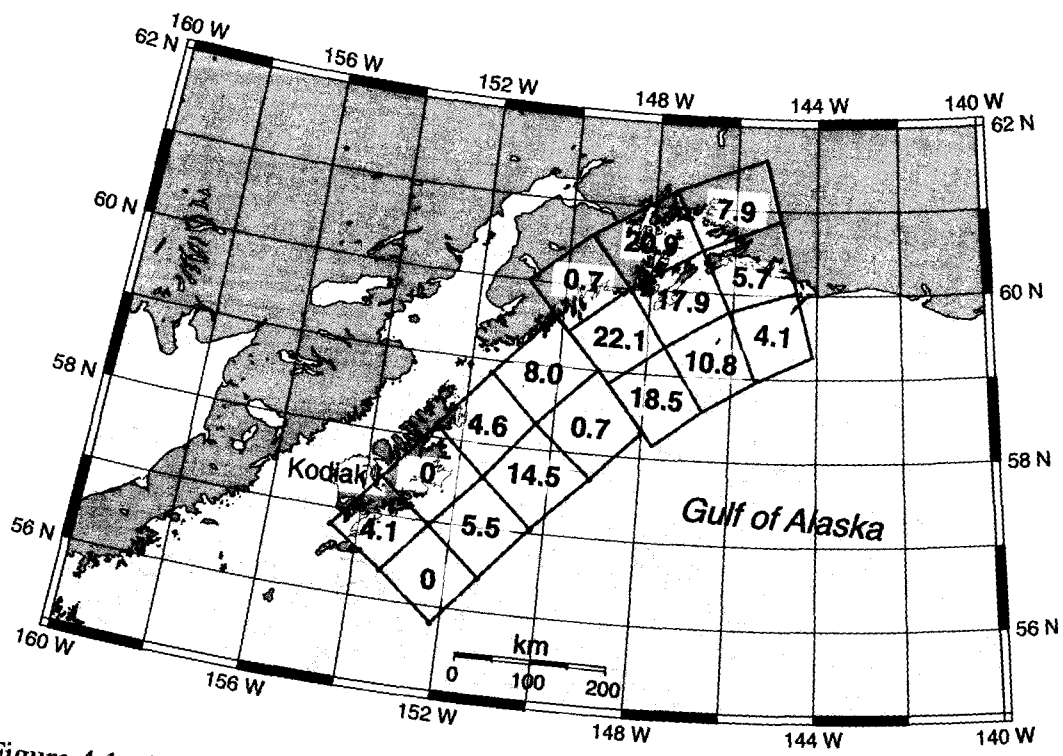 160 W
62 N
156 W
152 W
148 W
144 W
140 W
62 N
60 N
7.9
20.9
5.7
0.7
17.9
60 N
22.1
10.8
4.1
58 N
8.0
18.5
4.6
0.7
Kodiak I.
0
14.5
58 N
56 N
4.1
5.5
Gulf of Alaska
0
56 N
160 W
km
0 100 200
156 W
152 W
148 W
144 W
140 W